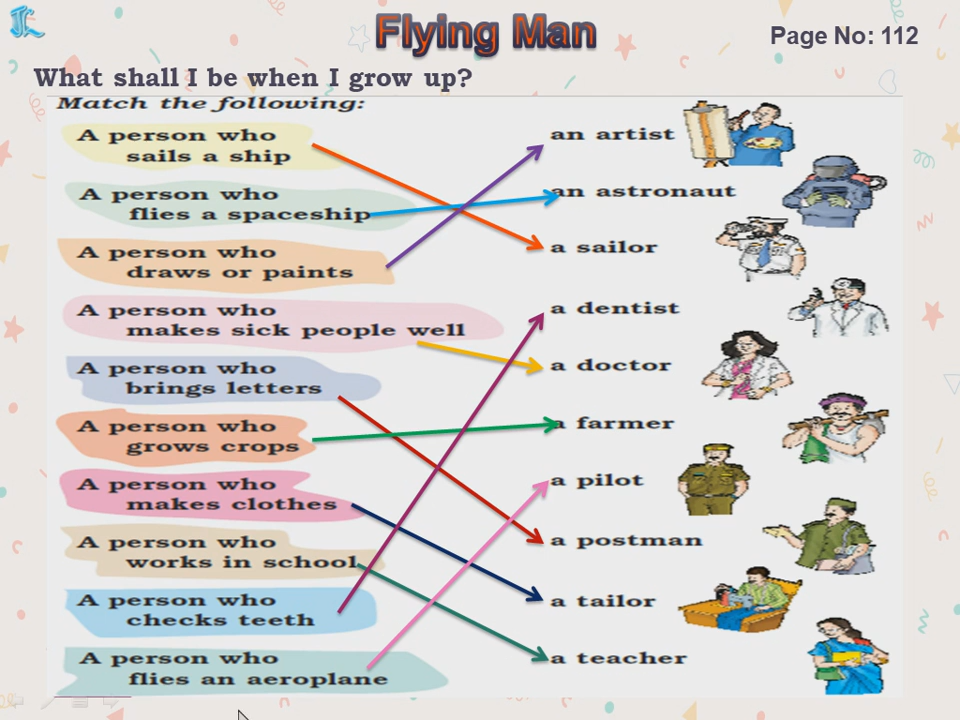 Flying Man
Page No: 112
What shall I be when I grow up?
Match the following:
A person who
sails a ship
an artist
A person who
flies a spaceship
an astronaut
A person who
draws or paints
a sailor
A person who
makes sick people well
a dentist
A person who
brings letters
a doctor
A person who
grows crops
a farmer
A person who
makes clothes
a pilot
A person who
works in school
a postman
A person who
checks teeth
a tailor
A person who
flies an aeroplane
a teacher